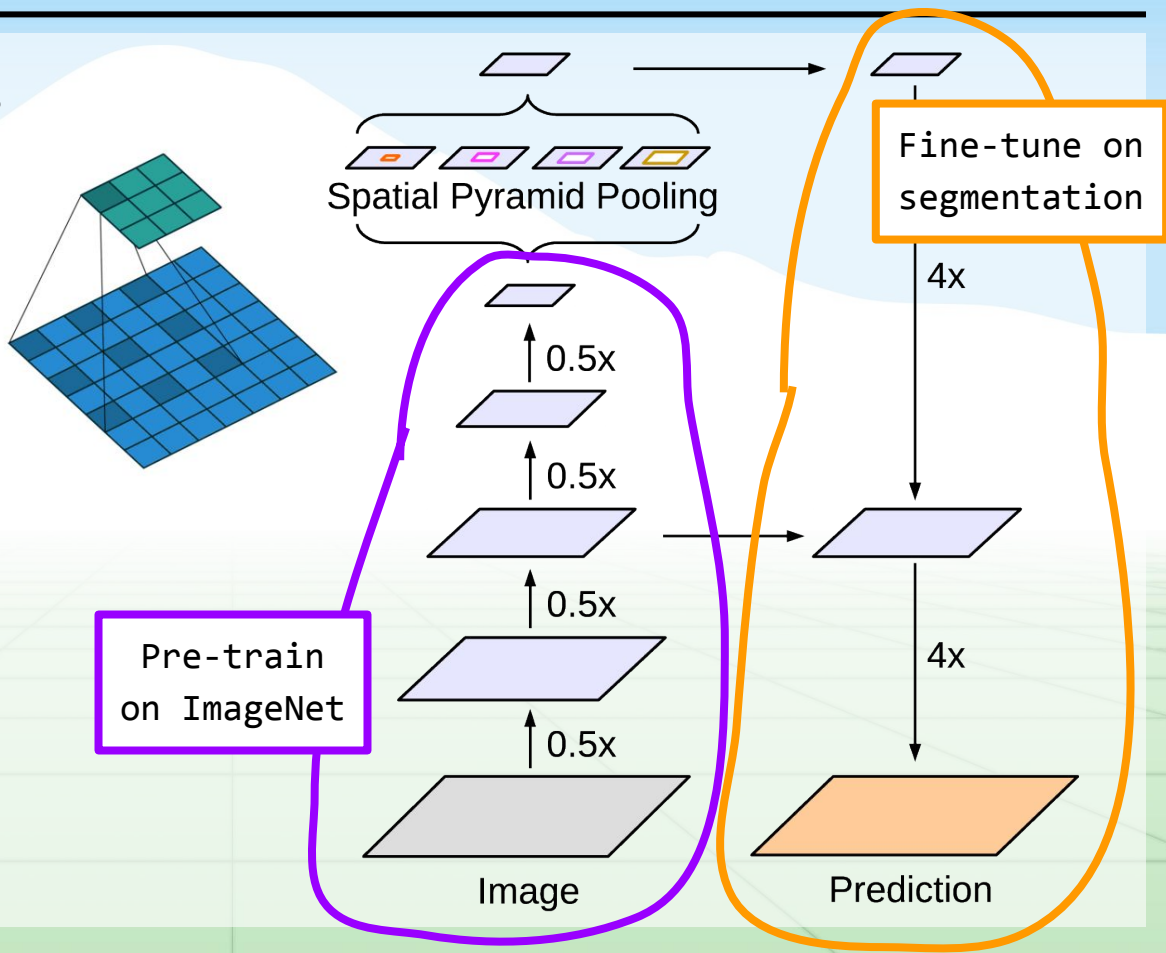 Spatial Pyramid Pooling
Fine-tune on
segmentation
4x
0.5x
0.5x
0.5x
4x
0.5x
Pre-train
on ImageNet
Image
Prediction